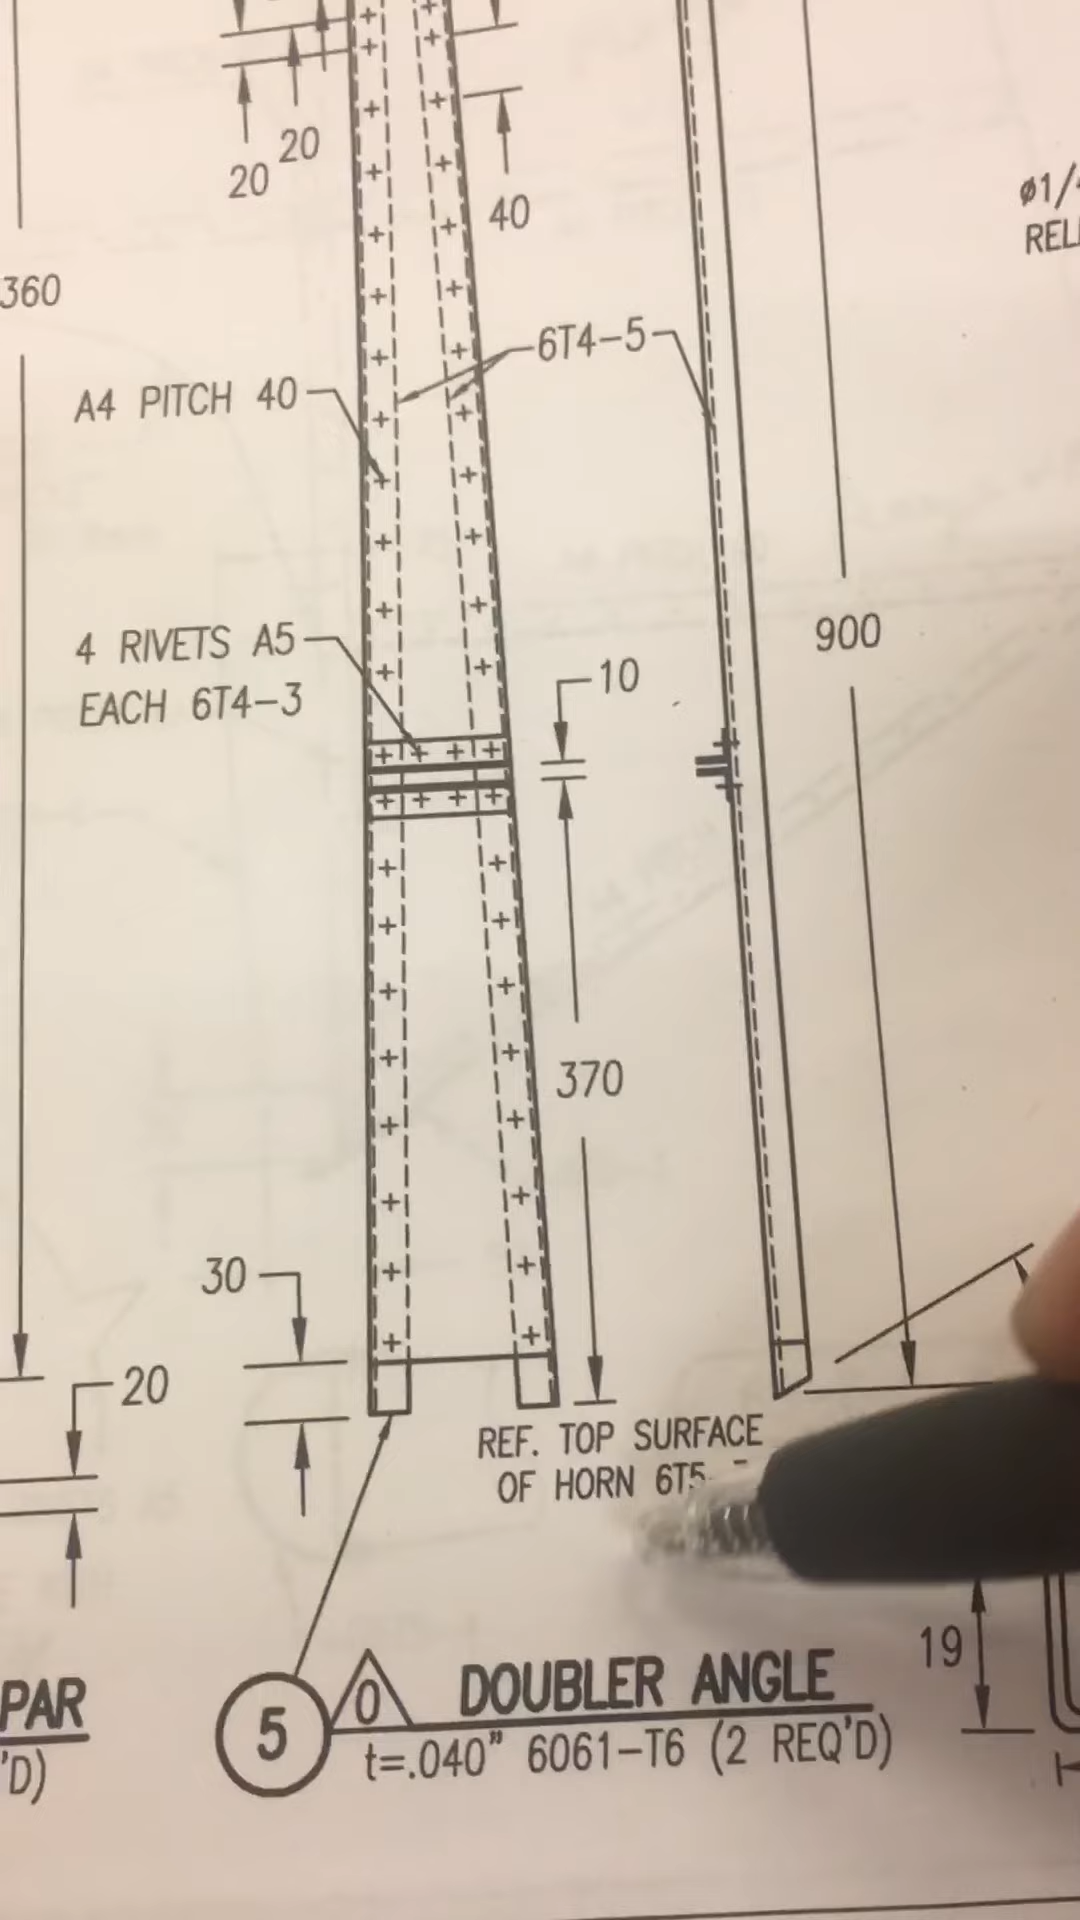 20
20
40
ø1/4
REL
360
6T4-5
A4 PITCH 40
900
4 RIVETS A5
EACH 6T4-3
10
370
30
20
REF. TOP SURFACE
OF HORN 6T5-
19
5
0
DOUBLER ANGLE
t=.040" 6061-T6 (2 REQ'D)
PAR
'D)